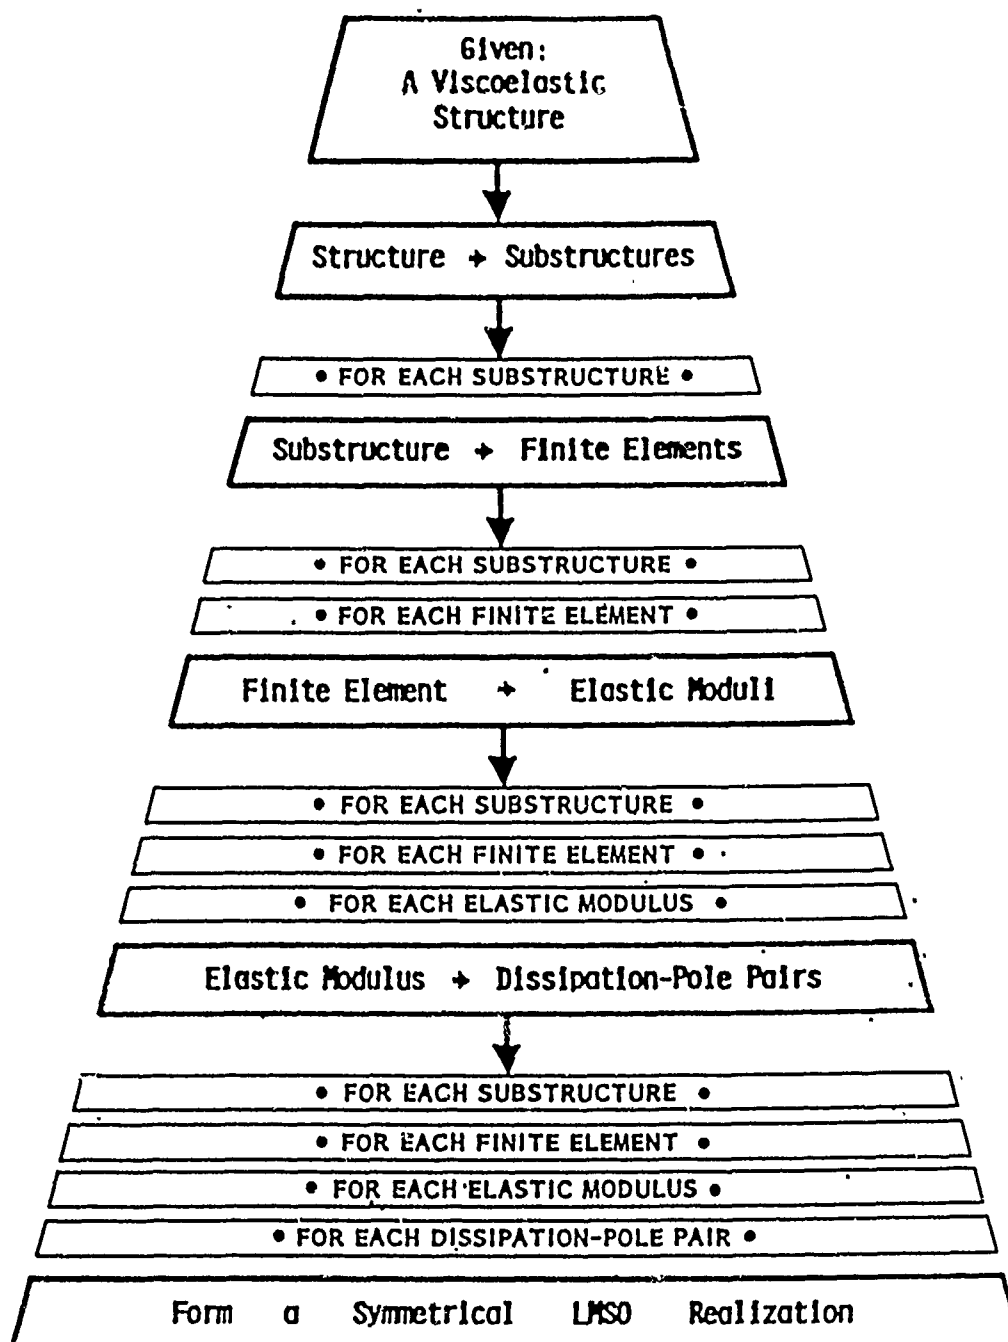 Given:
A Viscoelastic
Structure
Structure → Substructures
• FOR EACH SUBSTRUCTURE •
Substructure → Finite Elements
• FOR EACH SUBSTRUCTURE •
• FOR EACH FINITE ELEMENT •
Finite Element → Elastic Moduli
• FOR EACH SUBSTRUCTURE •
• FOR EACH FINITE ELEMENT •
• FOR EACH ELASTIC MODULUS •
Elastic Modulus → Dissipation-Pole Pairs
• FOR EACH SUBSTRUCTURE •
• FOR EACH FINITE ELEMENT •
• FOR EACH ELASTIC MODULUS •
• FOR EACH DISSIPATION-POLE PAIR •
Form a Symmetrical LMSO Realization